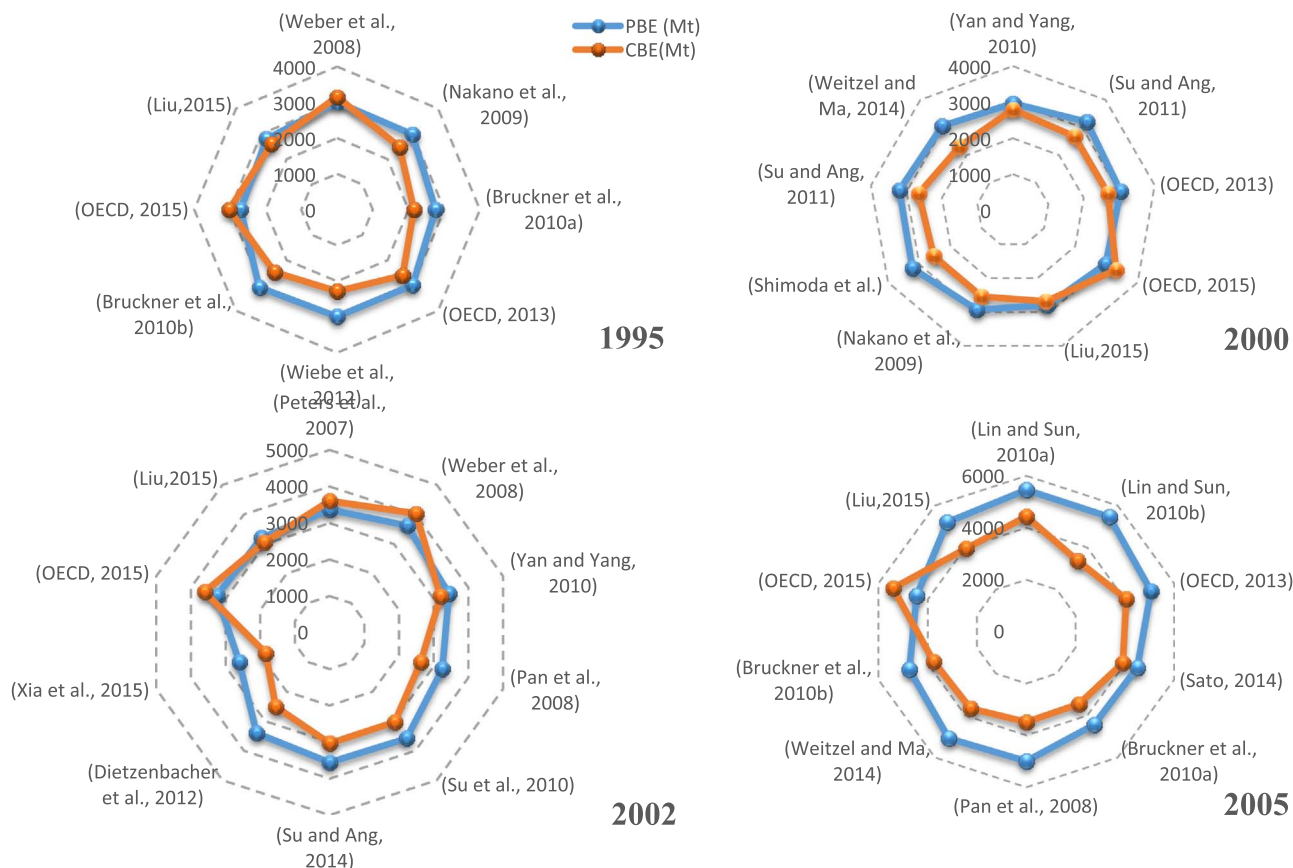 (Weber et al.,
2008)
4000
3000
2000
1000
0
(Nakano et al.,
2009)
(Bruckner et al.,
2010a)
(OECD, 2013)
(Wiebe et al.,
2012)
(Bruckner et al.,
2010b)
(OECD, 2015)
(Liu,2015)
1995
PBE (Mt)
CBE(Mt)
(Yan and Yang,
2010)
4000
3000
2000
1000
0
(Su and Ang,
2011)
(OECD, 2013)
(OECD, 2015)
(Liu,2015)
(Nakano et al.,
2009)
(Shimoda et al.)
(Su and Ang,
2011)
(Weitzel and
Ma, 2014)
2000
(Peters et al.,
2007)
5000
4000
3000
2000
1000
0
(Weber et al.,
2008)
(Yan and Yang,
2010)
(Pan et al.,
2008)
(Su et al., 2010)
(Su and Ang,
2014)
(Dietzenbacher
et al., 2012)
(Xia et al., 2015)
(OECD, 2015)
(Liu,2015)
2002
(Lin and Sun,
2010a)
6000
4000
2000
0
(Lin and Sun,
2010b)
(OECD, 2013)
(Sato, 2014)
(Bruckner et al.,
2010a)
(Pan et al., 2008)
(Weitzel and Ma,
2014)
(Bruckner et al.,
2010b)
(OECD, 2015)
(Liu,2015)
2005